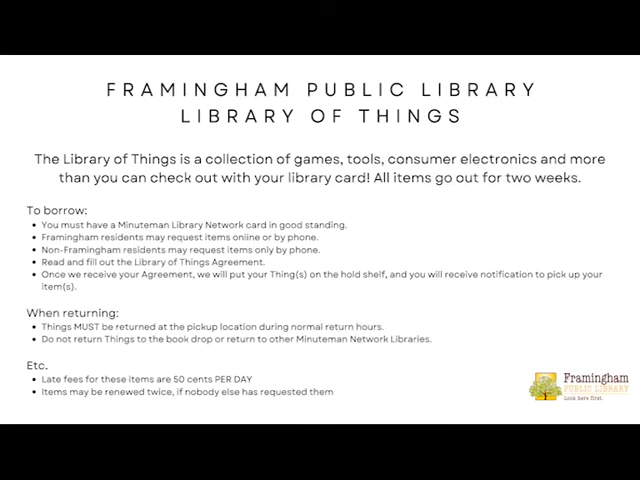 FRAMINGHAM PUBLIC LIBRARY
LIBRARY OF THINGS
The Library of Things is a collection of games, tools, consumer electronics and more
than you can check out with your library card! All items go out for two weeks.
To borrow:
• You must have a Minuteman Library Network card in good standing.
• Framingham residents may request items online or by phone.
• Non-Framingham residents may request items only by phone.
• Read and fill out the Library of Things Agreement.
• Once we receive your Agreement, we will put your Thing(s) on the hold shelf, and you will receive notification to pick up your
item(s).
When returning:
• Things MUST be returned at the pickup location during normal return hours.
• Do not return Things to the book drop or return to other Minuteman Network Libraries.
Etc.
• Late fees for these items are 50 cents PER DAY
• Items may be renewed twice, if nobody else has requested them
Framingham
PUBLIC LIBRARY
Look here first.